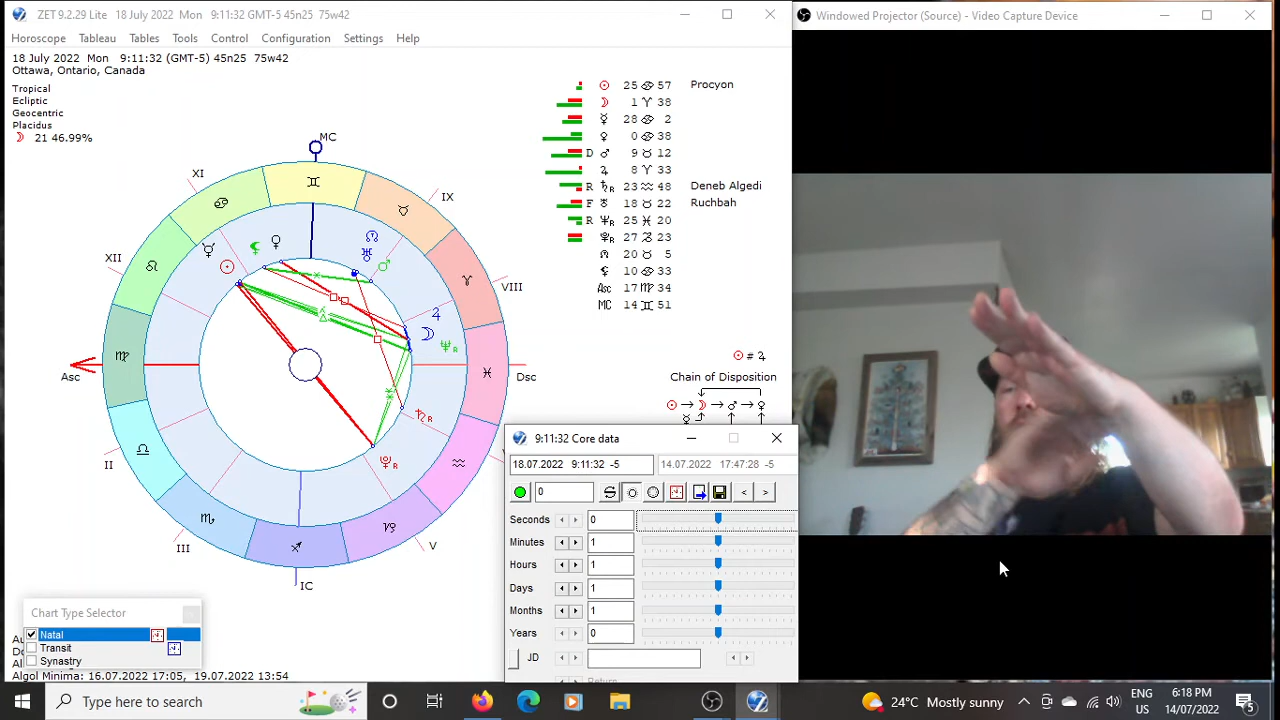 ZET 9.2.29 Lite   18 July 2022  Mon   9:11:32 GMT-5 45n25  75w42
Windowed Projector (Source) - Video Capture Device
Horoscope Tableau Tables Tools Control Configuration Settings Help
18 July 2022  Mon   9:11:32 (GMT-5) 45n25  75w42
Ottawa, Ontario, Canada
Tropical
Ecliptic
Geocentric
Placidus
☽ 21 46.99%
MC
XI
IX
XII
VIII
Asc
Dsc
II
III
V
IC
☉ 25 ♋ 57 Procyon
☽ 1 ♈ 38
☿ 28 ♋ 2
♀ 0 ♋ 38
D ♂ 9 ♉ 12
♃ 8 ♈ 33
R ♄R 23 ♒ 48 Deneb Algedi
F ♅ 18 ♉ 22 Ruchbah
R ♆R 25 ♓ 20
♇R 27 ♑ 23
☊ 20 ♉ 5
⚸ 10 ♋ 33
Asc 17 ♍ 34
MC 14 ♊ 51
☉ # ♃
Chain of Disposition
☉ → ☽ → ♂ → ♀
☿
9:11:32 Core data
18.07.2022   9:11:32  -5
14.07.2022   17:47:28  -5
0
Seconds 0
Minutes 1
Hours 1
Days 1
Months 1
Years 0
JD
Return
Chart Type Selector
Natal
Transit
Synastry
Algol Minima: 16.07.2022 17:05,  19.07.2022 13:54
Type here to search
24°C Mostly sunny
ENG
US
6:18 PM
14/07/2022
5